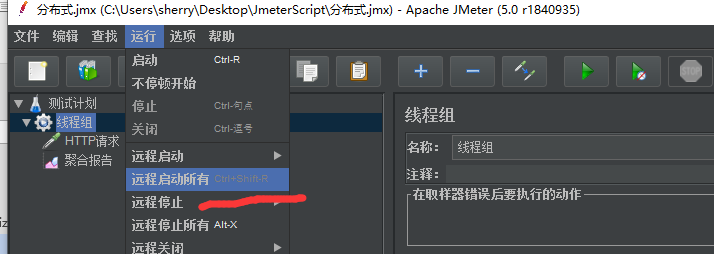 分布式.jmx (C:\Users\sherry\Desktop\JmeterScript\分布式.jmx) - Apache JMeter (5.0 r1840935)
文件 编辑 查找 运行 选项 帮助
启动 Ctrl-R
不停顿开始
停止 Ctrl-句点
关闭 Ctrl-逗号
远程启动
远程启动所有 Ctrl+Shift-R
远程停止
远程停止所有 Alt-X
远程关闭
STOP
测试计划
线程组
HTTP请求
聚合报告
线程组
名称: 线程组
注释:
在取样器错误后要执行的动作